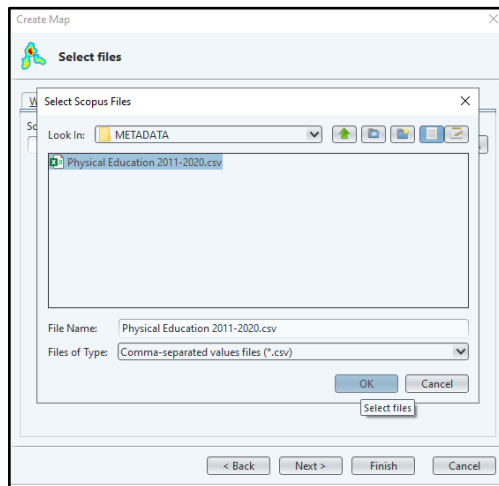 Create Map
Select files
W
Select Scopus Files
Sc
Look In: METADATA
Physical Education 2011-2020.csv
File Name: Physical Education 2011-2020.csv
Files of Type: Comma-separated values files (*.csv)
OK Cancel
Select files
< Back Next > Finish Cancel